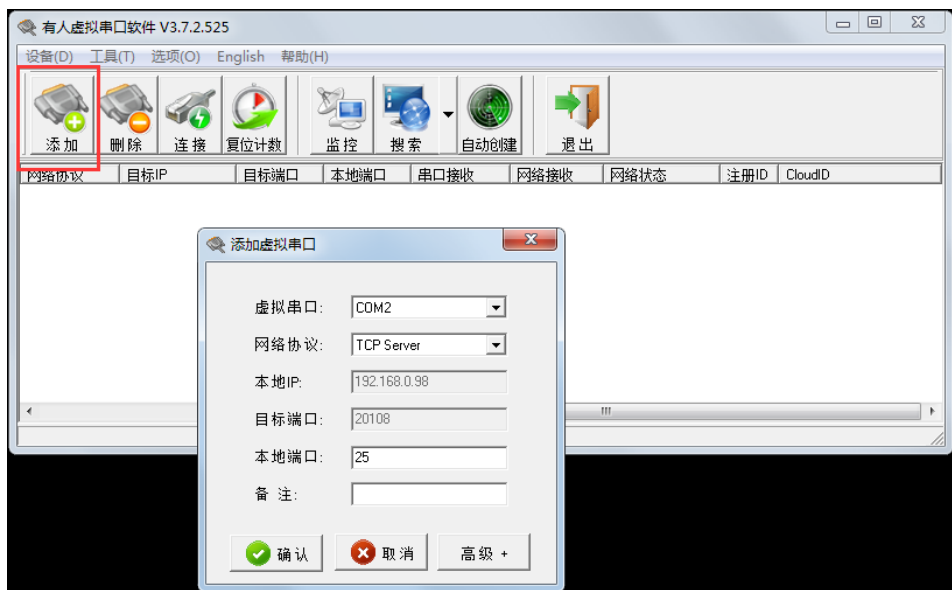 有人虚拟串口软件 V3.7.2.525
设备(D) 工具(T) 选项(O) English 帮助(H)
添加 删除 连接 复位计数 监控 搜索 自动创建 退出
网络协议 目标IP 目标端口 本地端口 串口接收 网络接收 网络状态 注册ID CloudID
添加虚拟串口
虚拟串口: COM2
网络协议: TCP Server
本地IP: 192.168.0.98
目标端口: 20108
本地端口: 25
备 注:
确认 取消 高级 +